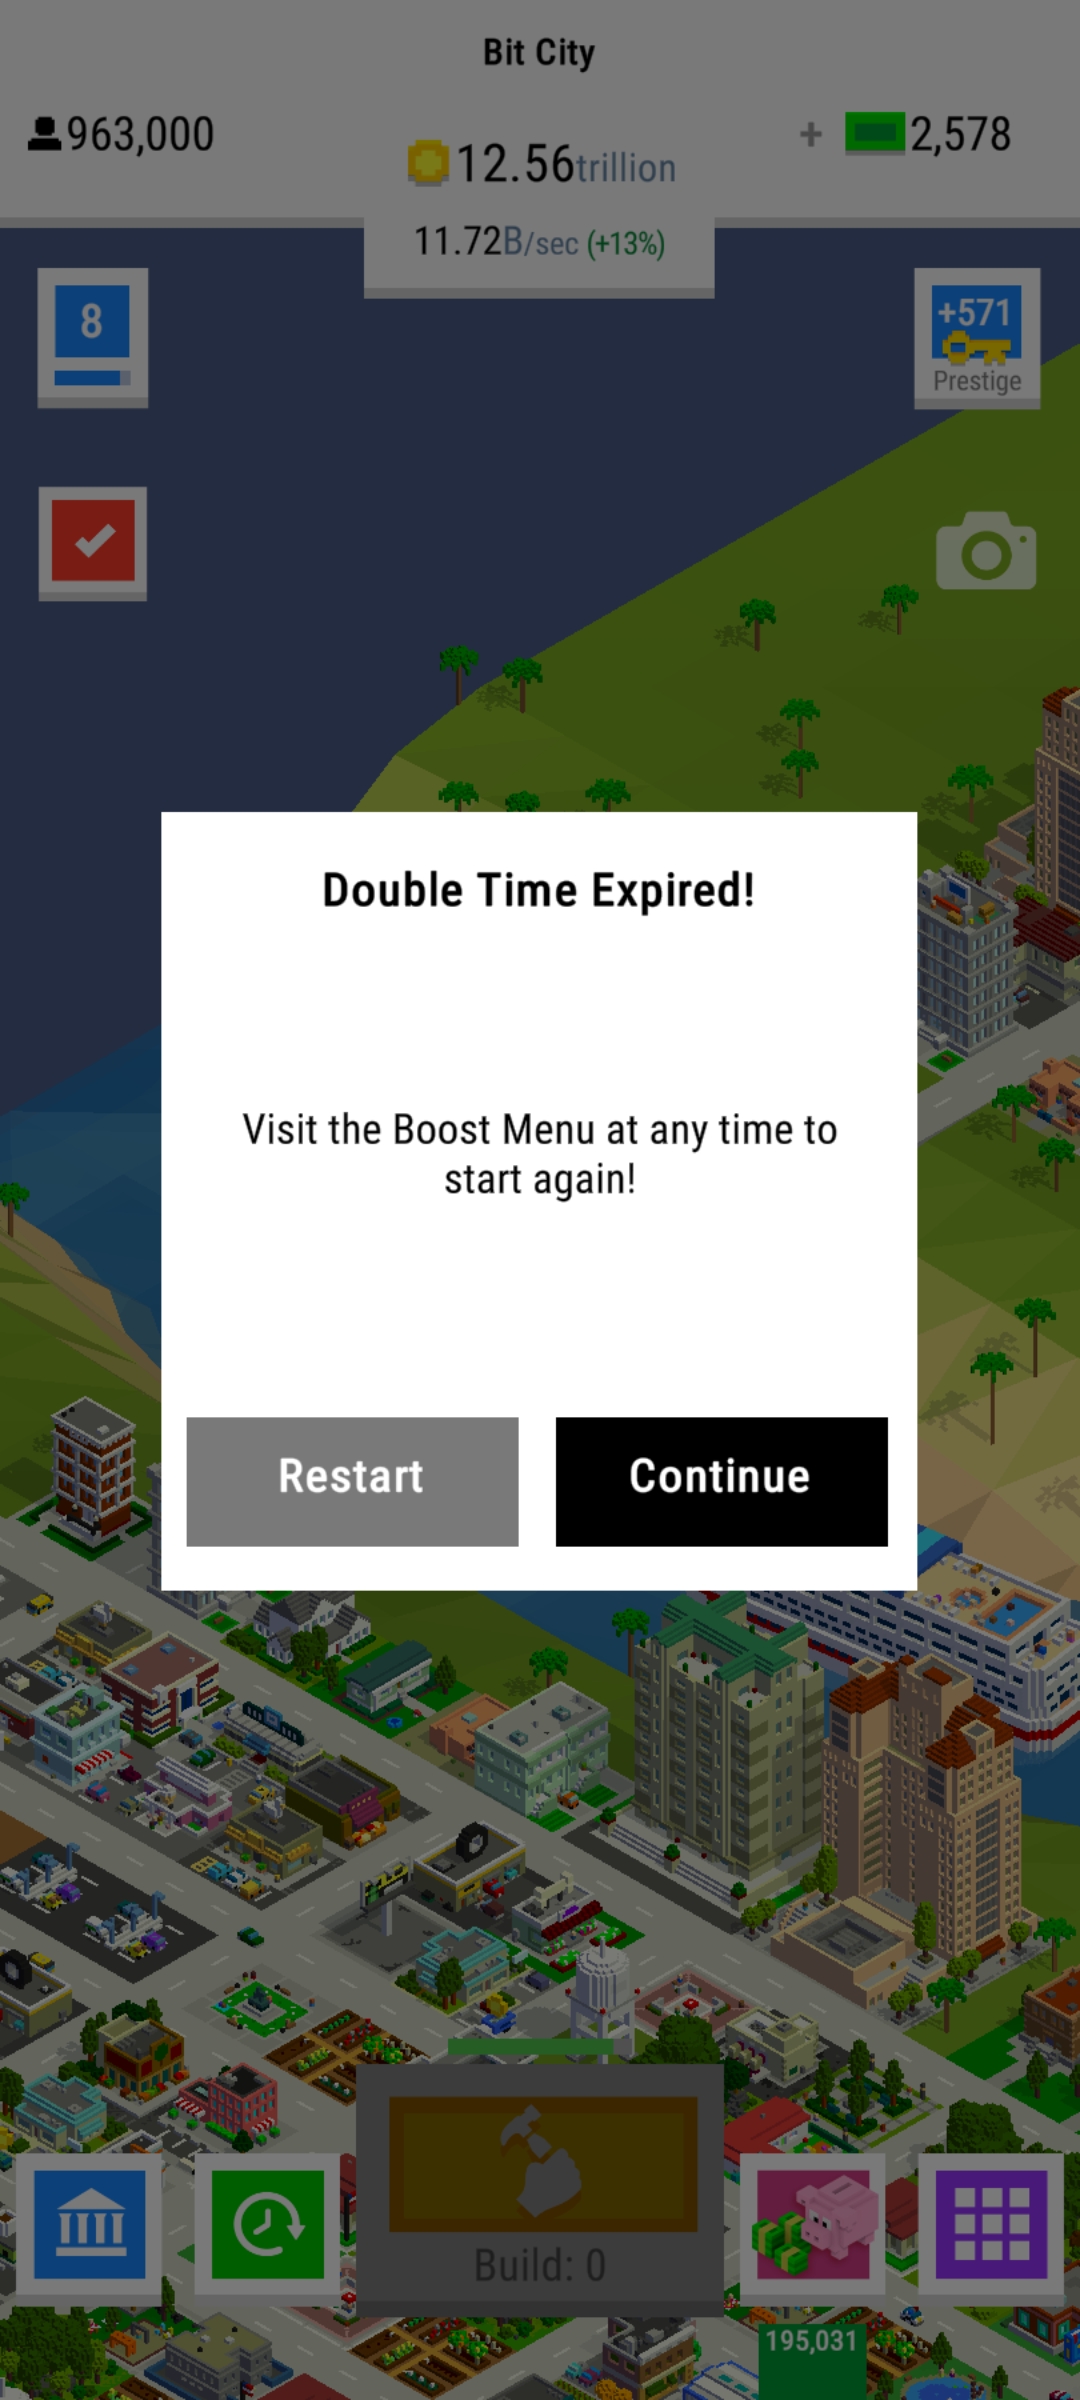 Bit City
963,000
12.56trillion
+ 2,578
11.72B/sec (+13%)
8
+571
Prestige
Double Time Expired!
Visit the Boost Menu at any time to
start again!
Restart
Continue
Build: 0
195,031